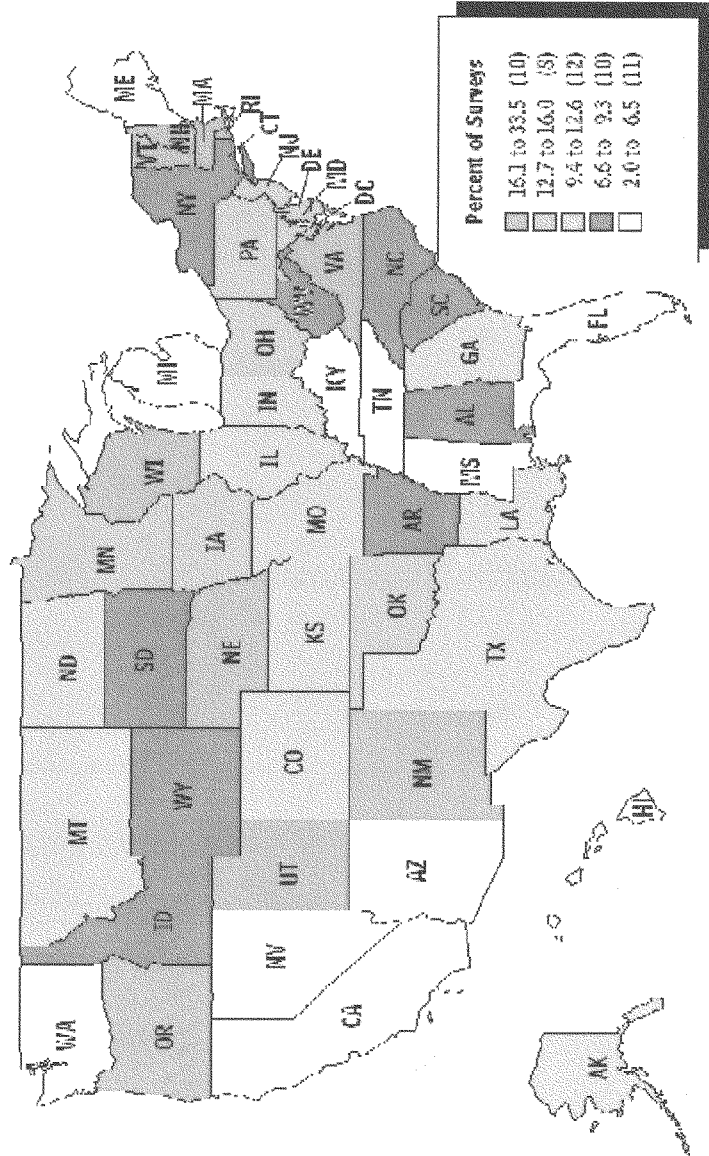 WA
MT
ND
MN
WI
MI
ME
VT
NH
MA
RI
CT
NJ
DE
MD
DC
NY
PA
OR
ID
WY
SD
IA
NE
IL
IN
OH
WV
VA
NV
UT
CO
KS
MO
KY
NC
TN
SC
CA
AZ
NM
OK
AR
MS
AL
GA
TX
LA
FL
AK
HI
Percent of Surveys
16.1 to 33.5 (10)
12.7 to 16.0 (8)
9.4 to 12.6 (12)
6.6 to 9.3 (10)
2.0 to 6.5 (11)